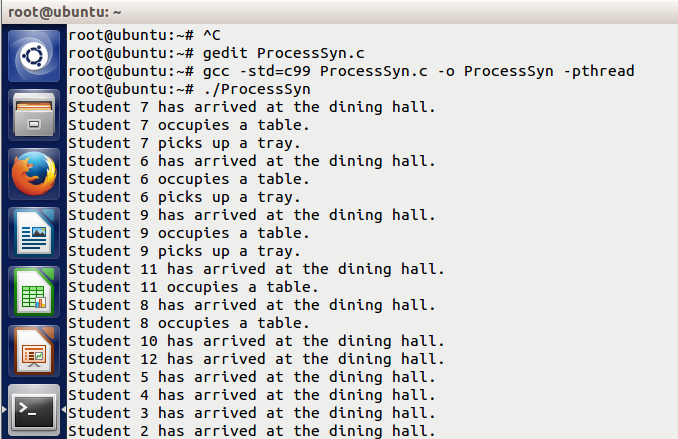 root@ubuntu: ~
root@ubuntu:~# ^C
root@ubuntu:~# gedit ProcessSyn.c
root@ubuntu:~# gcc -std=c99 ProcessSyn.c -o ProcessSyn -pthread
root@ubuntu:~# ./ProcessSyn
Student 7 has arrived at the dining hall.
Student 7 occupies a table.
Student 7 picks up a tray.
Student 6 has arrived at the dining hall.
Student 6 occupies a table.
Student 6 picks up a tray.
Student 9 has arrived at the dining hall.
Student 9 occupies a table.
Student 9 picks up a tray.
Student 11 has arrived at the dining hall.
Student 11 occupies a table.
Student 8 has arrived at the dining hall.
Student 8 occupies a table.
Student 10 has arrived at the dining hall.
Student 12 has arrived at the dining hall.
Student 5 has arrived at the dining hall.
Student 4 has arrived at the dining hall.
Student 3 has arrived at the dining hall.
Student 2 has arrived at the dining hall.